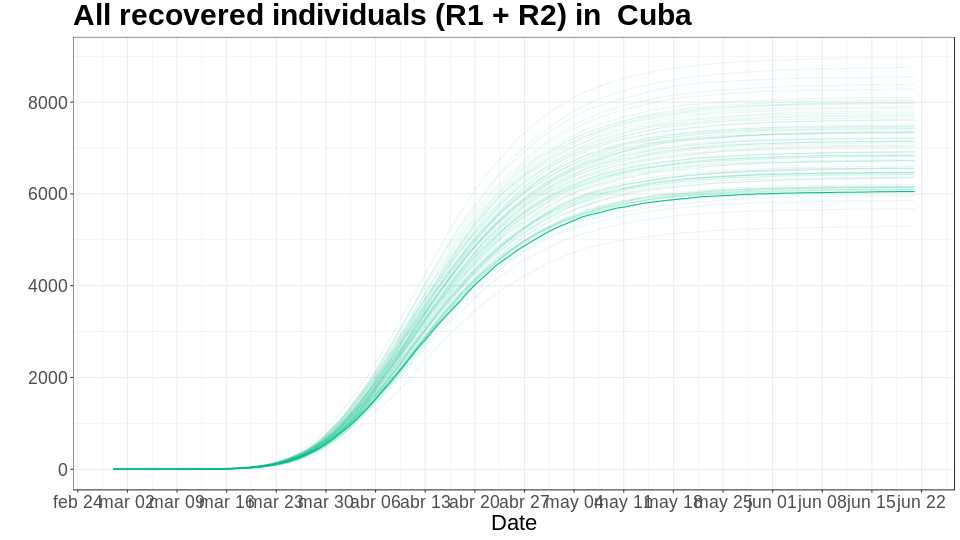 All recovered individuals (R1 + R2) in  Cuba
8000
6000
4000
2000
0
feb 24 mar 02 mar 09 mar 16 mar 23 mar 30 abr 06 abr 13 abr 20 abr 27 may 04 may 11 may 18 may 25 jun 01 jun 08 jun 15 jun 22
Date